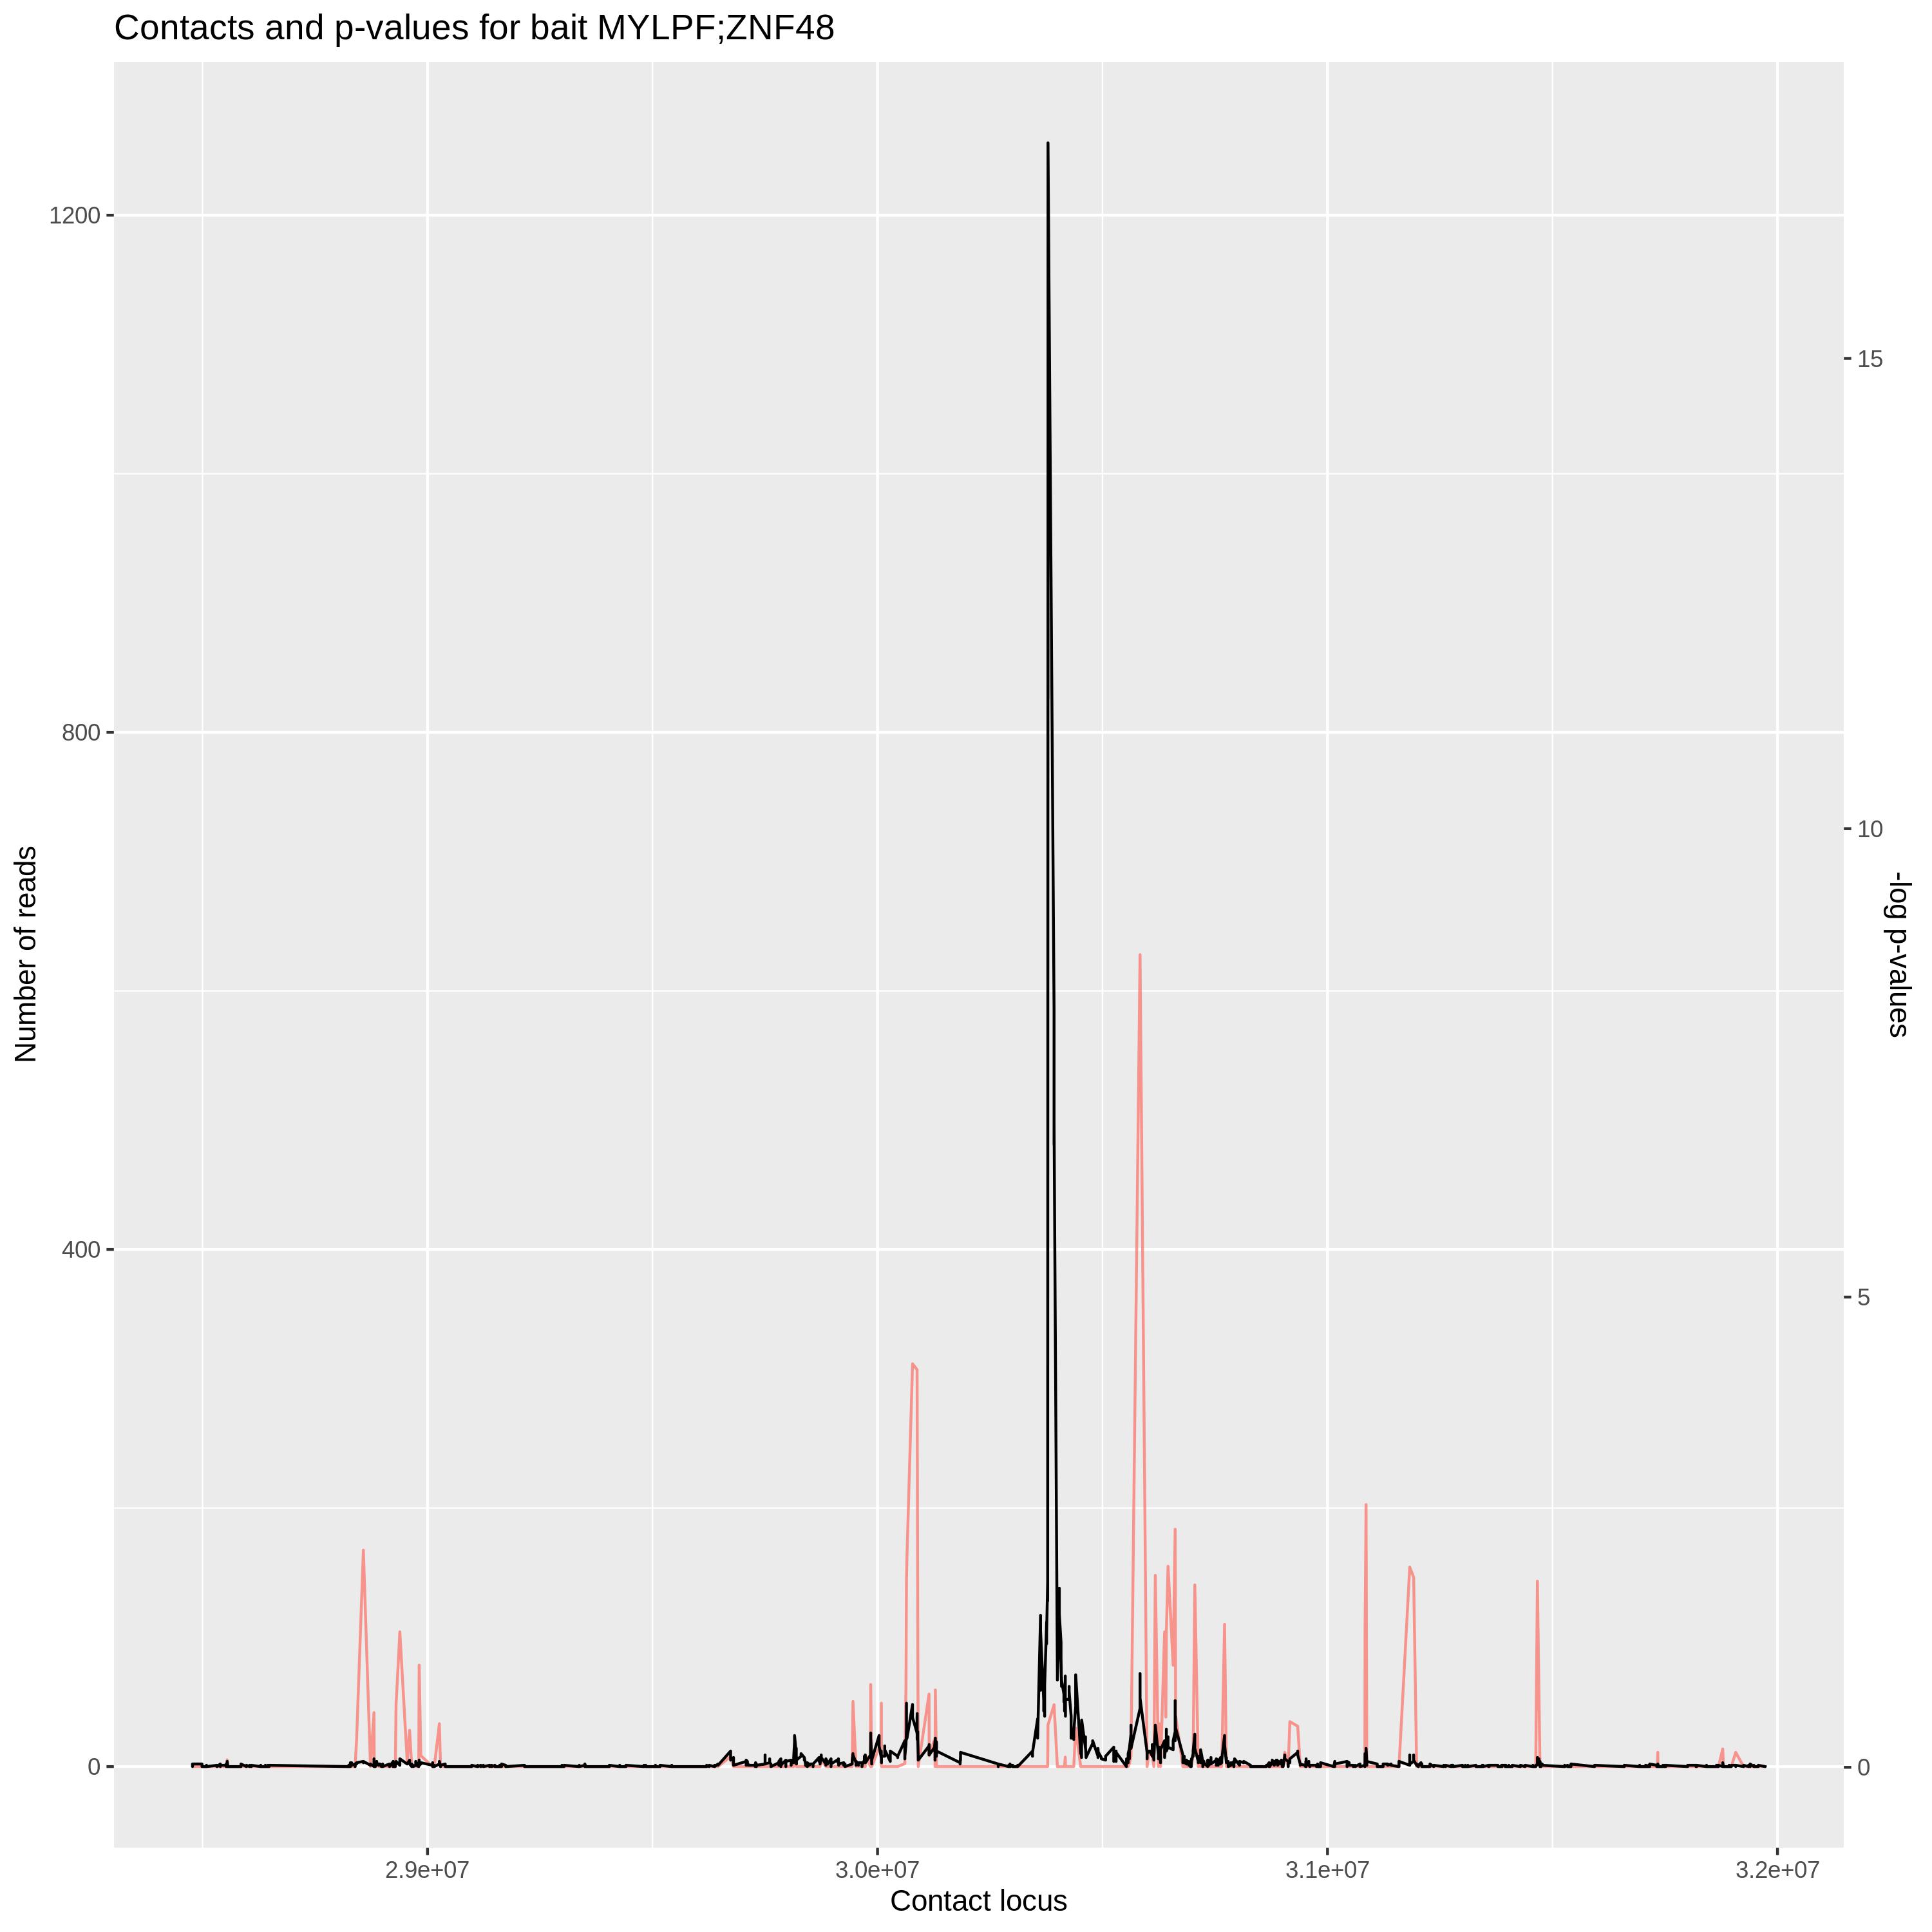 Contacts and p-values for bait MYLPF;ZNF48
1200
800
400
0
15
10
5
0
Number of reads
-log p-values
2.9e+07 3.0e+07 3.1e+07 3.2e+07
Contact locus